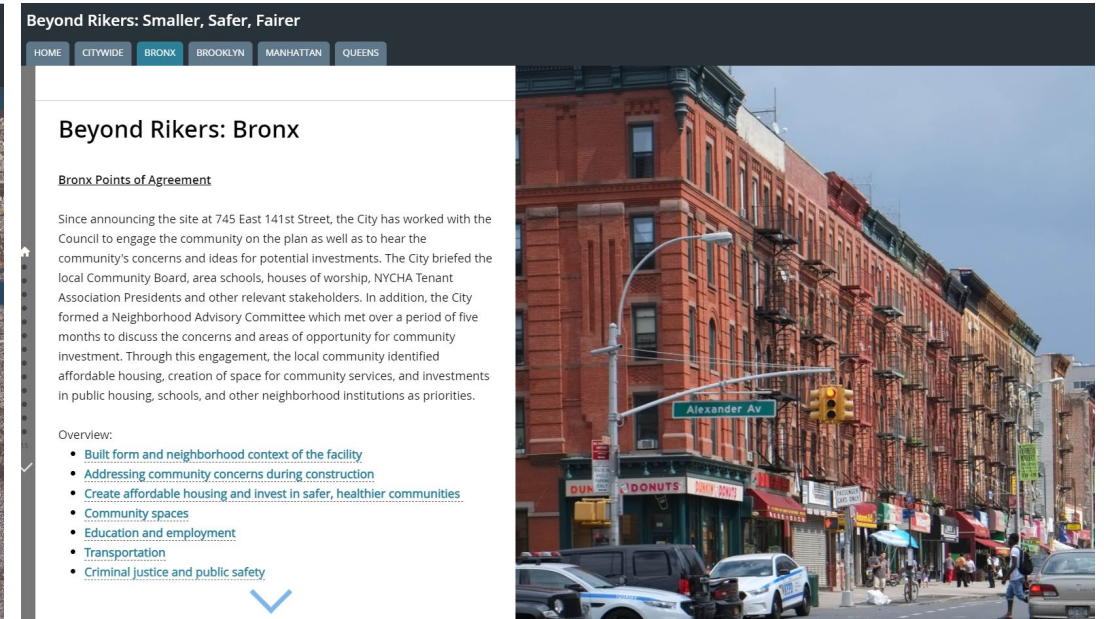 Beyond Rikers: Smaller, Safer, Fairer
HOME CITYWIDE BRONX BROOKLYN MANHATTAN QUEENS
Beyond Rikers: Bronx
Bronx Points of Agreement
Since announcing the site at 745 East 141st Street, the City has worked with the
Council to engage the community on the plan as well as to hear the
community's concerns and ideas for potential investments. The City briefed the
local Community Board, area schools, houses of worship, NYCHA Tenant
Association Presidents and other relevant stakeholders. In addition, the City
formed a Neighborhood Advisory Committee which met over a period of five
months to discuss the concerns and areas of opportunity for community
investment. Through this engagement, the local community identified
affordable housing, creation of space for community services, and investments
in public housing, schools, and other neighborhood institutions as priorities.
Overview:
Built form and neighborhood context of the facility
Addressing community concerns during construction
Create affordable housing and invest in safer, healthier communities
Community spaces
Education and employment
Transportation
Criminal justice and public safety
Alexander Av
DONUTS DUNKIN' DONUTS
PASSENGER
CARS ONLY